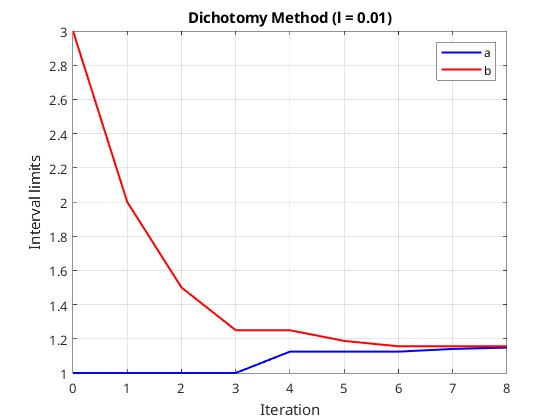 Dichotomy Method (l = 0.01)
3
2.8
2.6
2.4
2.2
2
1.8
1.6
1.4
1.2
1
Interval limits
a
b
0 1 2 3 4 5 6 7 8
Iteration